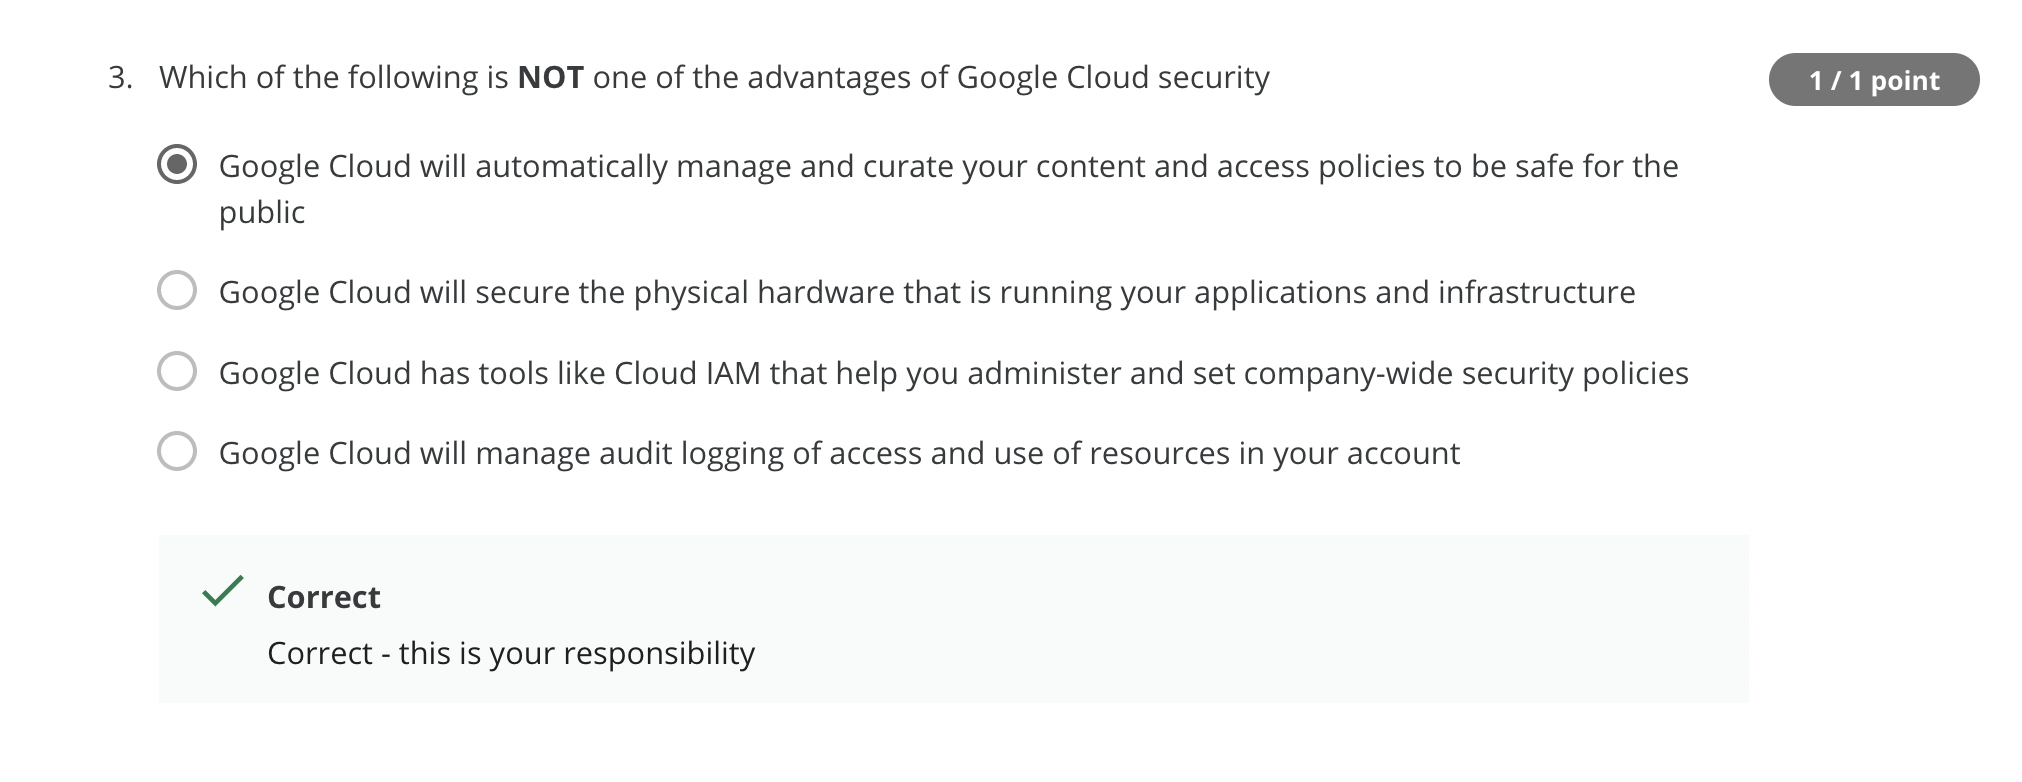 3. Which of the following is NOT one of the advantages of Google Cloud security
1 / 1 point
Google Cloud will automatically manage and curate your content and access policies to be safe for the
public
Google Cloud will secure the physical hardware that is running your applications and infrastructure
Google Cloud has tools like Cloud IAM that help you administer and set company-wide security policies
Google Cloud will manage audit logging of access and use of resources in your account
Correct
Correct - this is your responsibility